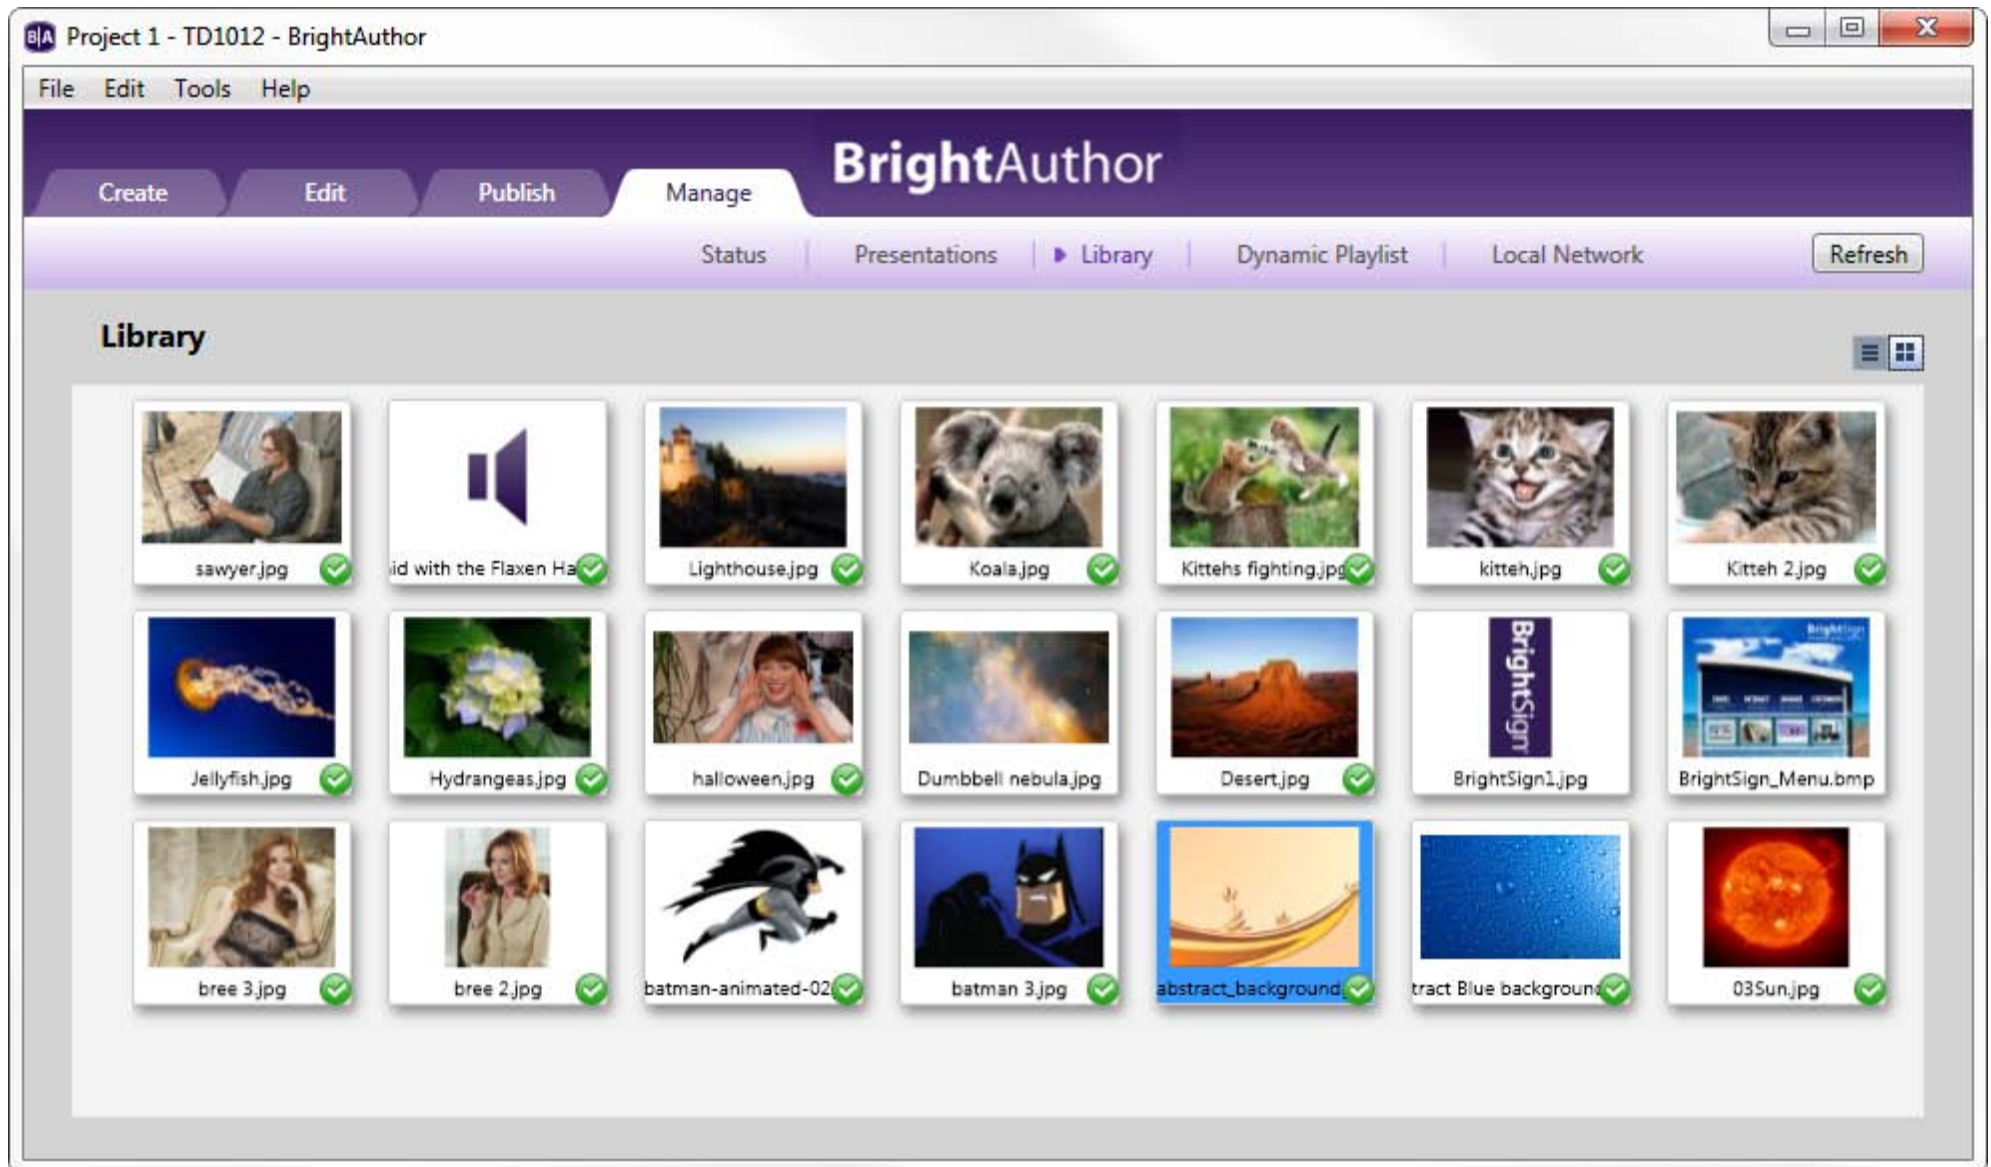 B|A Project 1 - TD1012 - BrightAuthor
File Edit Tools Help
BrightAuthor
Create Edit Publish Manage
Status Presentations Library Dynamic Playlist Local Network Refresh
Library
sawyer.jpg id with the Flaxen Ha Lighthouse.jpg Koala.jpg Kittehs fighting.jpg kitteh.jpg Kitteh 2.jpg
BrightSign
BrightSign
Jellyfish.jpg Hydrangeas.jpg halloween.jpg Dumbbell nebula.jpg Desert.jpg BrightSign1.jpg BrightSign_Menu.bmp
bree 3.jpg bree 2.jpg batman-animated-02 batman 3.jpg abstract_background tract Blue background 03Sun.jpg